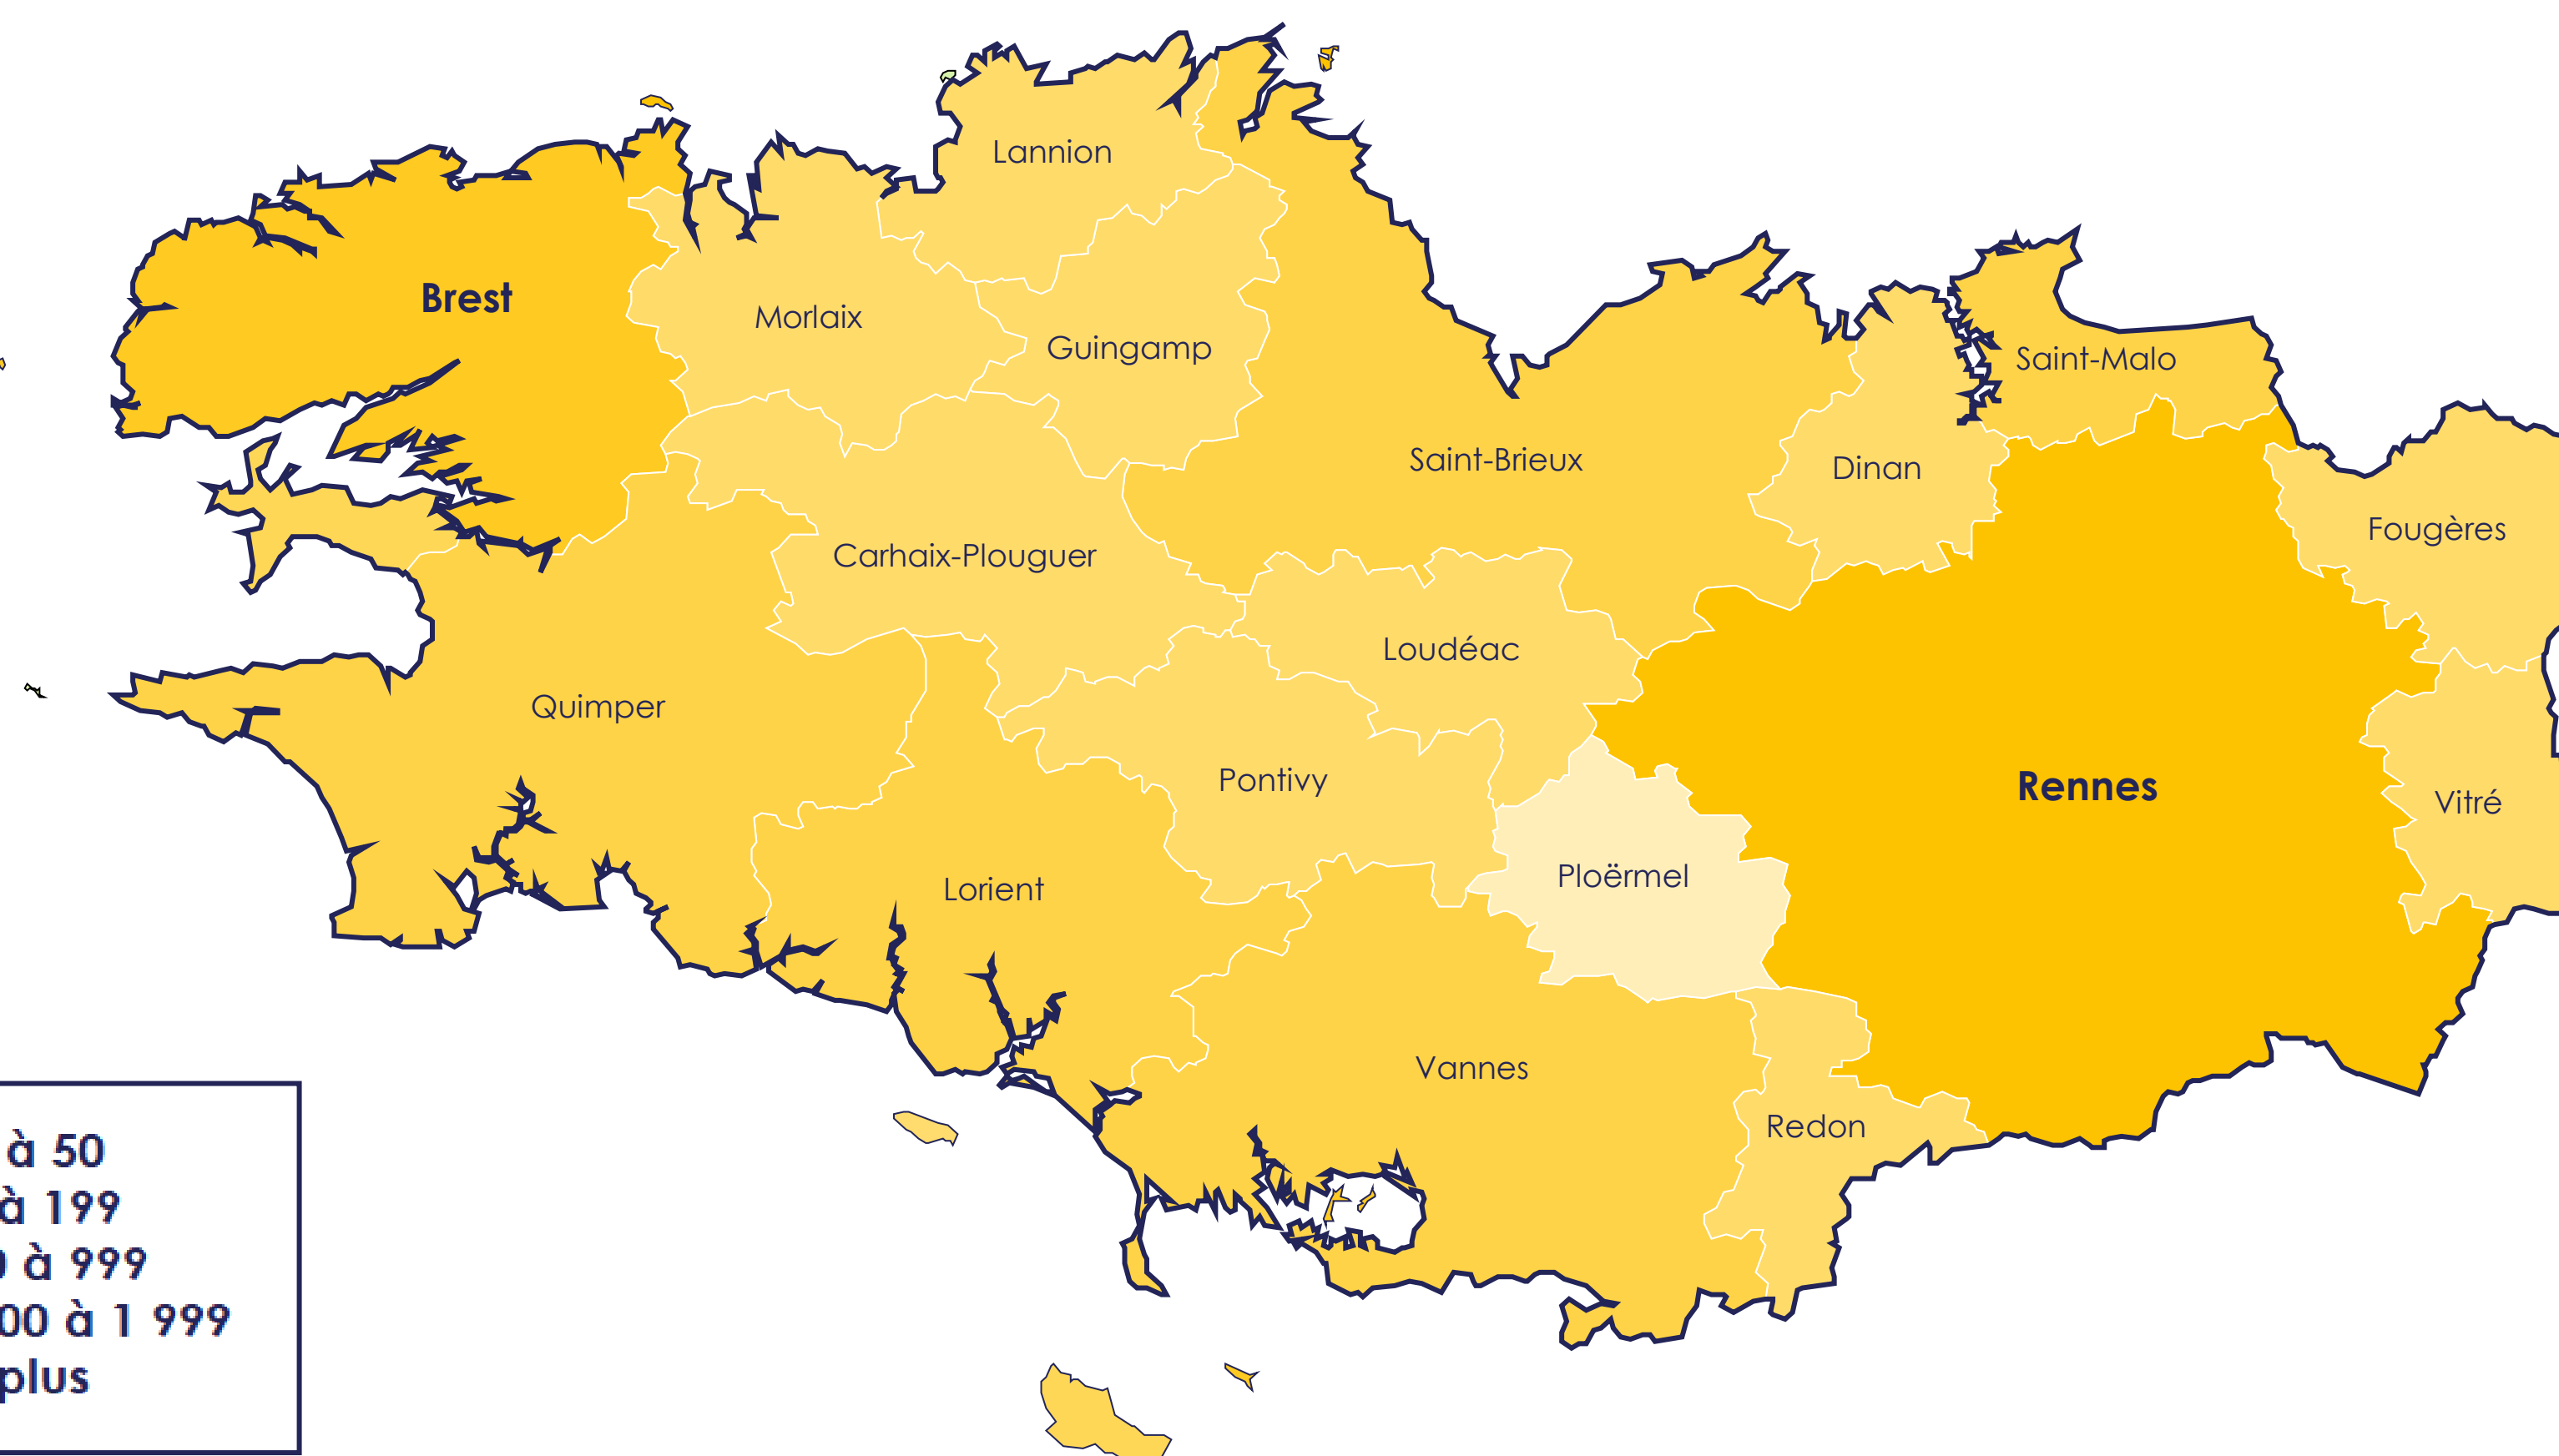 Lannion
Brest
Morlaix
Guingamp
Saint-Malo
Saint-Brieux
Dinan
Fougères
Carhaix-Plouguer
Loudéac
Quimper
Pontivy
Rennes
Vitré
Ploërmel
Lorient
Vannes
Redon
à 50
à 199
à 999
00 à 1 999
plus